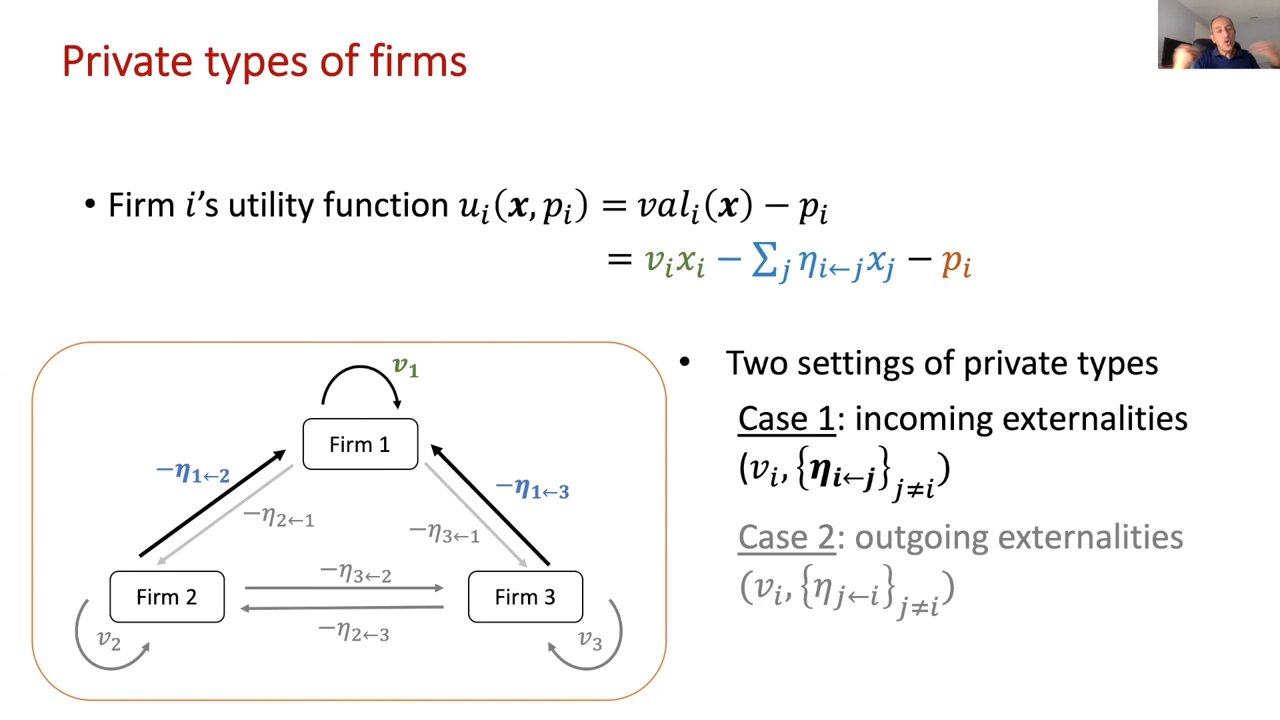 Private types of firms
• Firm i's utility function u_i(x, p_i) = val_i(x) − p_i
= v_i x_i − ∑_j η_{i←j} x_j − p_i
v_1
Firm 1
−η_{1←2}
−η_{1←3}
−η_{2←1}
−η_{3←1}
−η_{3←2}
Firm 2
Firm 3
−η_{2←3}
v_2
v_3
• Two settings of private types
Case 1: incoming externalities
(v_i, {η_{i←j}}_{j≠i})
Case 2: outgoing externalities
(v_i, {η_{j←i}}_{j≠i})